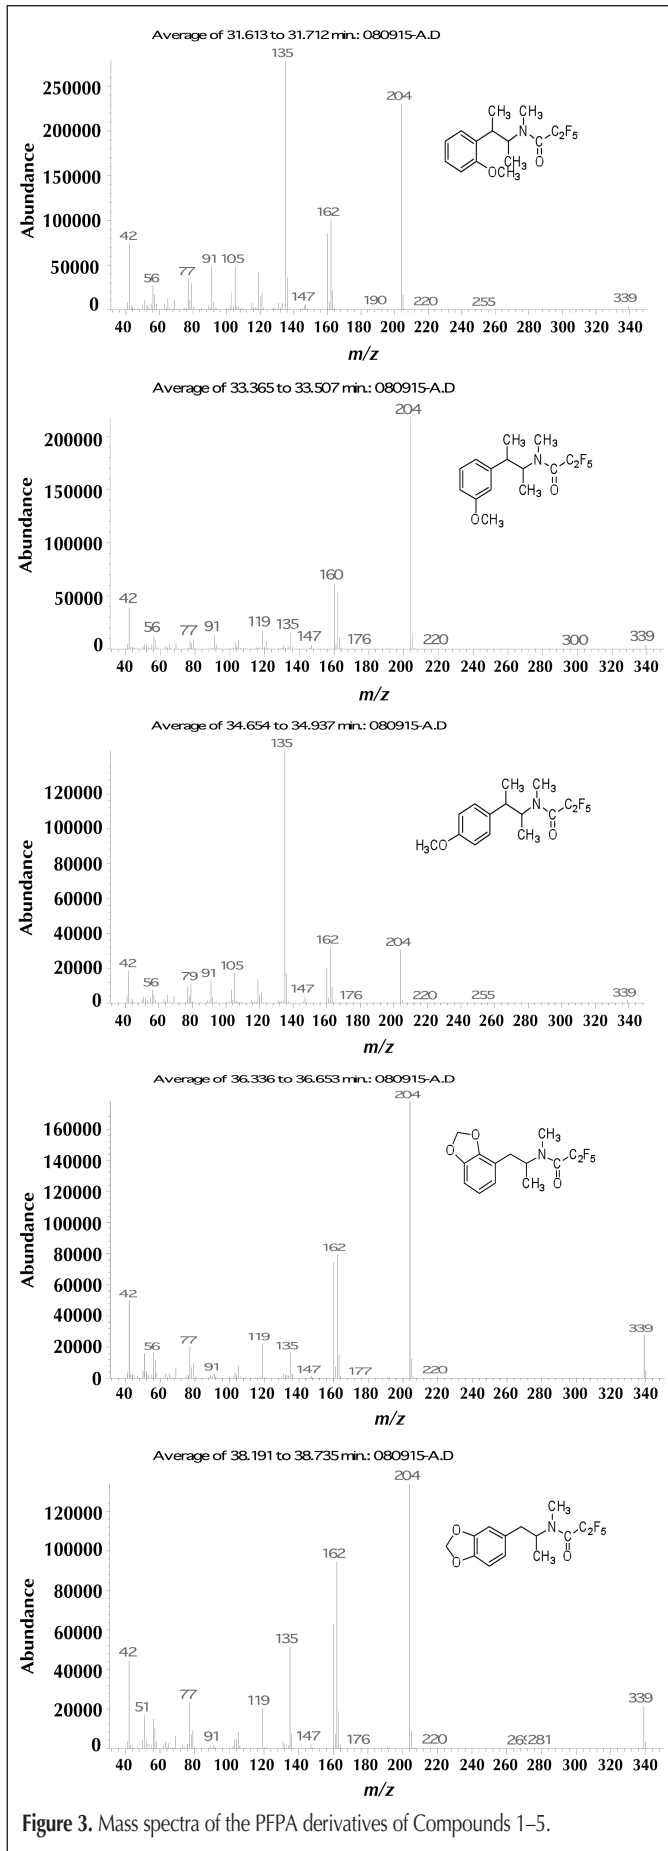 Average of 31.613 to 31.712 min.: 080915-A.D
Abundance
250000
200000
150000
100000
50000
0
135
204
162
42
56
77
91
105
147
190
220
255
339
CH₃ CH₃
N C₂F₅
C
CH₃ O
OCH₃
40 60 80 100 120 140 160 180 200 220 240 260 280 300 320 340
m/z
Average of 33.365 to 33.507 min.: 080915-A.D
Abundance
200000
150000
100000
50000
0
204
160
42
56
77
91
119
135
147
176
220
300
339
CH₃ CH₃
N C₂F₅
C
CH₃ O
OCH₃
40 60 80 100 120 140 160 180 200 220 240 260 280 300 320 340
m/z
Average of 34.654 to 34.937 min.: 080915-A.D
Abundance
120000
100000
80000
60000
40000
20000
0
135
162
204
42
56
79
91
105
147
176
220
255
339
CH₃ CH₃
N C₂F₅
C
CH₃ O
H₃CO
40 60 80 100 120 140 160 180 200 220 240 260 280 300 320 340
m/z
Average of 36.336 to 36.653 min.: 080915-A.D
Abundance
160000
140000
120000
100000
80000
60000
40000
20000
0
204
162
42
56
77
91
119
135
147
177
220
339
O
O
CH₃
N C₂F₅
C
CH₃ O
40 60 80 100 120 140 160 180 200 220 240 260 280 300 320 340
m/z
Average of 38.191 to 38.735 min.: 080915-A.D
Abundance
120000
100000
80000
60000
40000
20000
0
204
162
135
42
51
77
91
119
147
176
220
281
339
O
O
CH₃
N C₂F₅
C
CH₃ O
40 60 80 100 120 140 160 180 200 220 240 260 280 300 320 340
m/z
Figure 3. Mass spectra of the PFPA derivatives of Compounds 1–5.